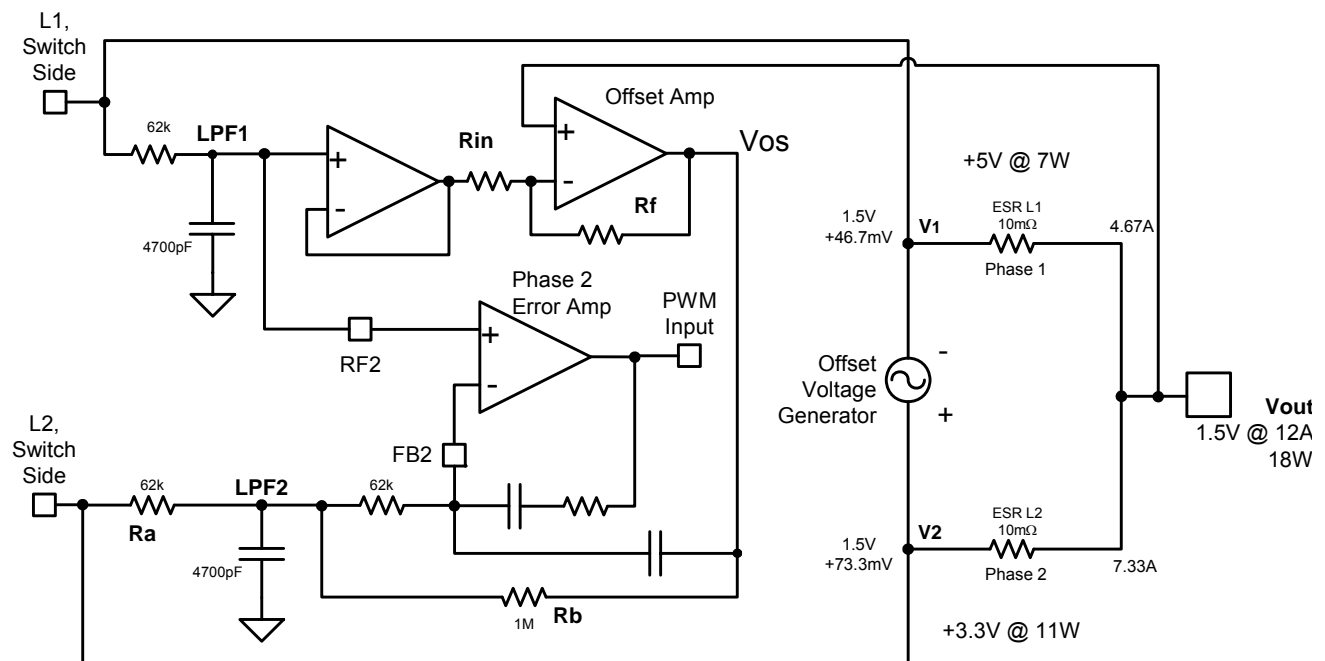 L1,
Switch
Side
62k
LPF1
4700pF
+
-
Rin
Offset Amp
+
-
Rf
Vos
Phase 2
Error Amp
+
-
PWM
Input
RF2
FB2
L2,
Switch
Side
62k
Ra
LPF2
4700pF
62k
1M
Rb
+5V @ 7W
1.5V
+46.7mV
V1
ESR L1
10mΩ
Phase 1
4.67A
Offset
Voltage
Generator
-
+
Vout
1.5V @ 12A
18W
1.5V
+73.3mV
V2
ESR L2
10mΩ
Phase 2
7.33A
+3.3V @ 11W